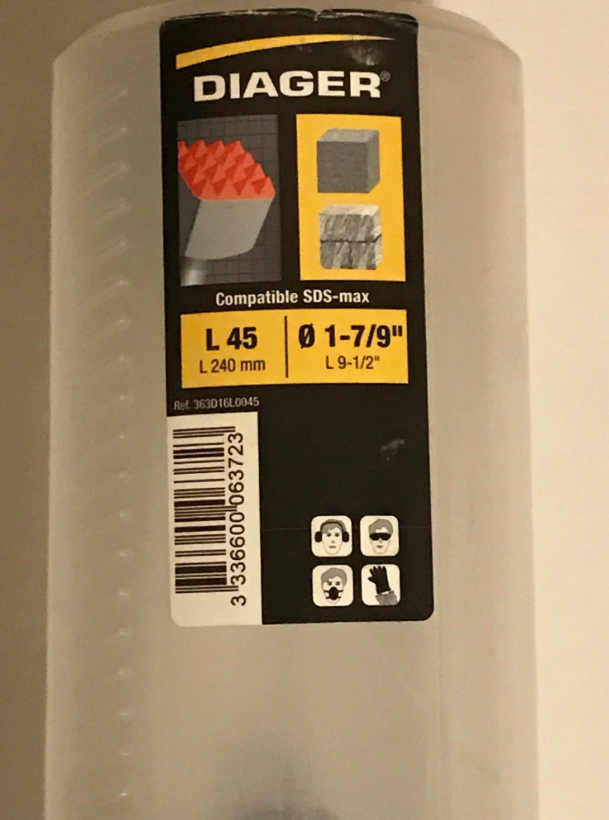 DIAGER®
Compatible SDS-max
L 45
L 240 mm
Ø 1-7/9"
L 9-1/2"
Ref. 363D16L0045
3 336600 063723